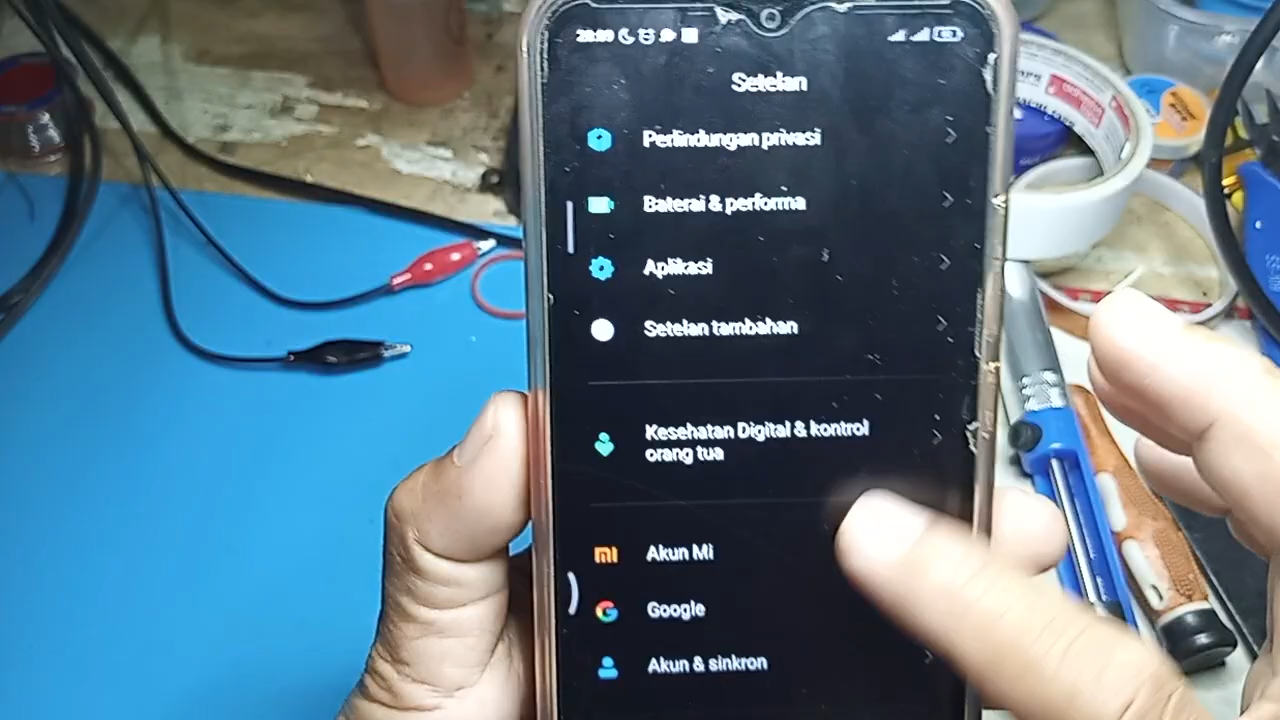 Setelan
Perlindungan privasi
Baterai & performa
Aplikasi
Setelan tambahan
Kesehatan Digital & kontrol
orang tua
Akun Mi
Google
Akun & sinkron